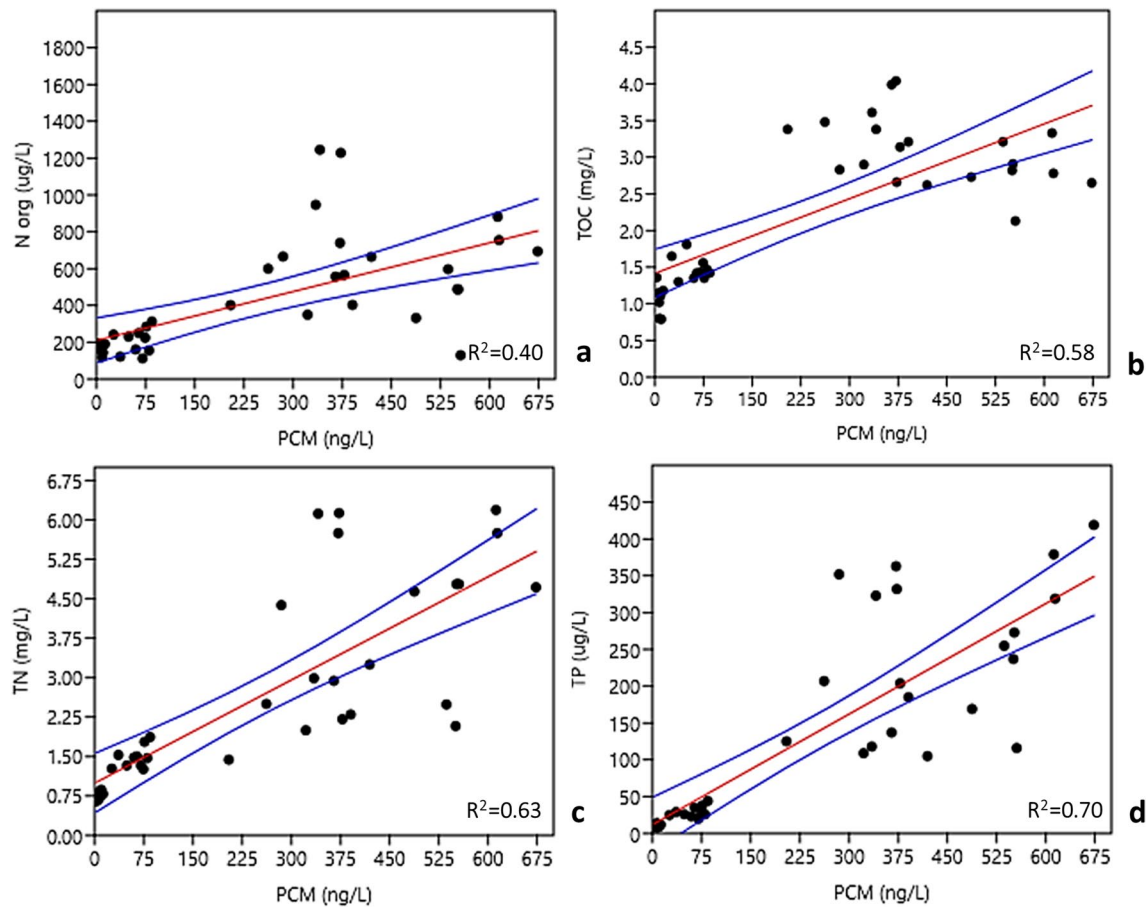 1800
1600
1400
1200
1000
800
600
400
200
0
N org (ug/L)
0 75 150 225 300 375 450 525 600 675
PCM (ng/L)
R²=0.40
a
4.5
4.0
3.5
3.0
2.5
2.0
1.5
1.0
0.5
0.0
TOC (mg/L)
0 75 150 225 300 375 450 525 600 675
PCM (ng/L)
R²=0.58
b
6.75
6.00
5.25
4.50
3.75
3.00
2.25
1.50
0.75
0.00
TN (mg/L)
0 75 150 225 300 375 450 525 600 675
PCM (ng/L)
R²=0.63
c
450
400
350
300
250
200
150
100
50
0
TP (ug/L)
0 75 150 225 300 375 450 525 600 675
PCM (ng/L)
R²=0.70
d